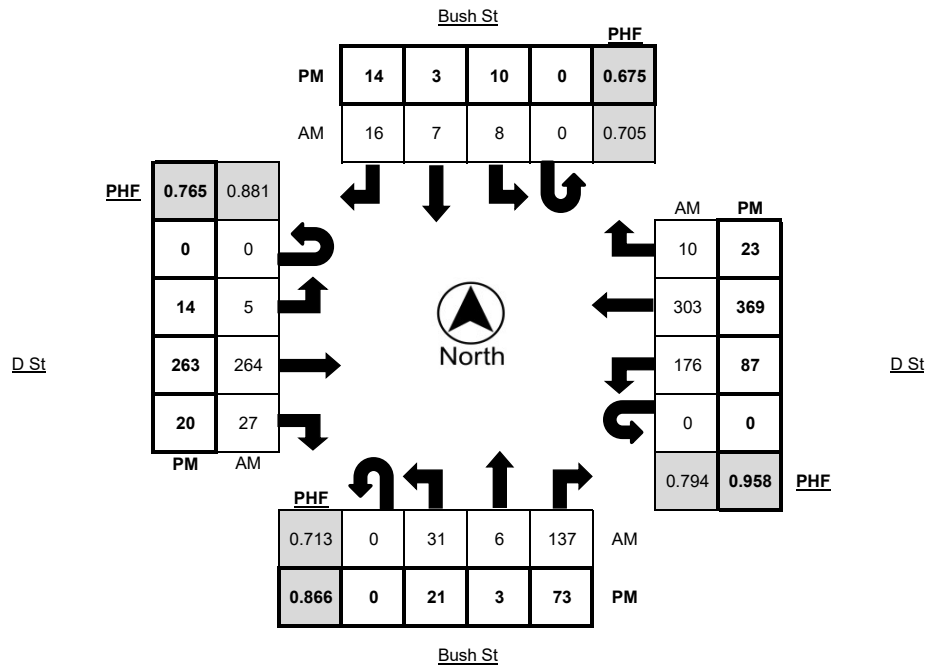 Bush St
PHF
PM 14 3 10 0 0.675
AM 16 7 8 0 0.705
PHF 0.765 0.881
AM PM
0 0
10 23
14 5
303 369
North
D St
263 264
176 87
D St
20 27
0 0
PM AM
0.794 0.958 PHF
PHF
0.713 0 31 6 137 AM
0.866 0 21 3 73 PM
Bush St